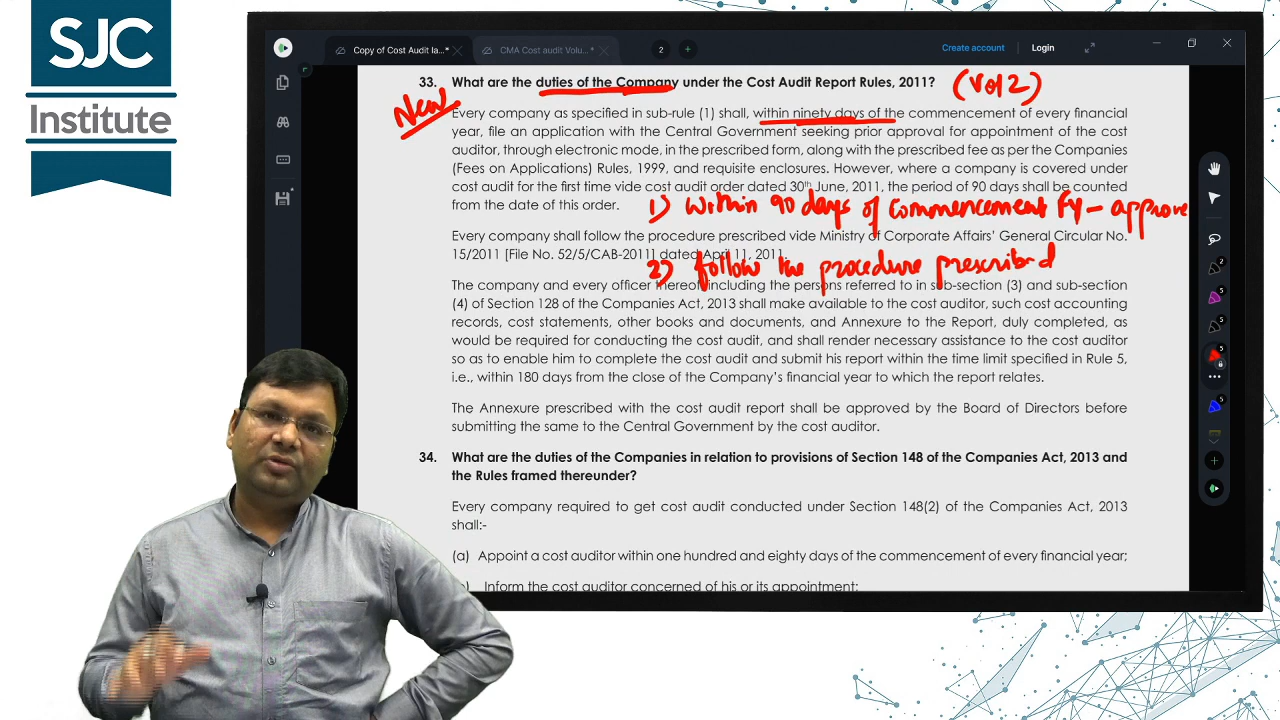 SJC
Institute
Copy of Cost Audit la...*
CMA Cost audit Volu...*
2
Create account
Login
33. What are the duties of the Company under the Cost Audit Report Rules, 2011? (Vol 2)
New
Every company as specified in sub-rule (1) shall, within ninety days of the commencement of every financial
year, file an application with the Central Government seeking prior approval for appointment of the cost
auditor, through electronic mode, in the prescribed form, along with the prescribed fee as per the Companies
(Fees on Applications) Rules, 1999, and requisite enclosures. However, where a company is covered under
cost audit for the first time vide cost audit order dated 30th June, 2011, the period of 90 days shall be counted
from the date of this order.
1) Within 90 days of commencement FY - approve
Every company shall follow the procedure prescribed vide Ministry of Corporate Affairs' General Circular No.
15/2011 [File No. 52/5/CAB-2011] dated April 11, 2011.
2) follow the procedure prescribed
The company and every officer thereof including the persons referred to in sub-section (3) and sub-section
(4) of Section 128 of the Companies Act, 2013 shall make available to the cost auditor, such cost accounting
records, cost statements, other books and documents, and Annexure to the Report, duly completed, as
would be required for conducting the cost audit, and shall render necessary assistance to the cost auditor
so as to enable him to complete the cost audit and submit his report within the time limit specified in Rule 5,
i.e., within 180 days from the close of the Company's financial year to which the report relates.
The Annexure prescribed with the cost audit report shall be approved by the Board of Directors before
submitting the same to the Central Government by the cost auditor.
34. What are the duties of the Companies in relation to provisions of Section 148 of the Companies Act, 2013 and
the Rules framed thereunder?
Every company required to get cost audit conducted under Section 148(2) of the Companies Act, 2013
shall:-
(a) Appoint a cost auditor within one hundred and eighty days of the commencement of every financial year;
Inform the cost auditor concerned of his or its appointment;
2
5
5
5
5